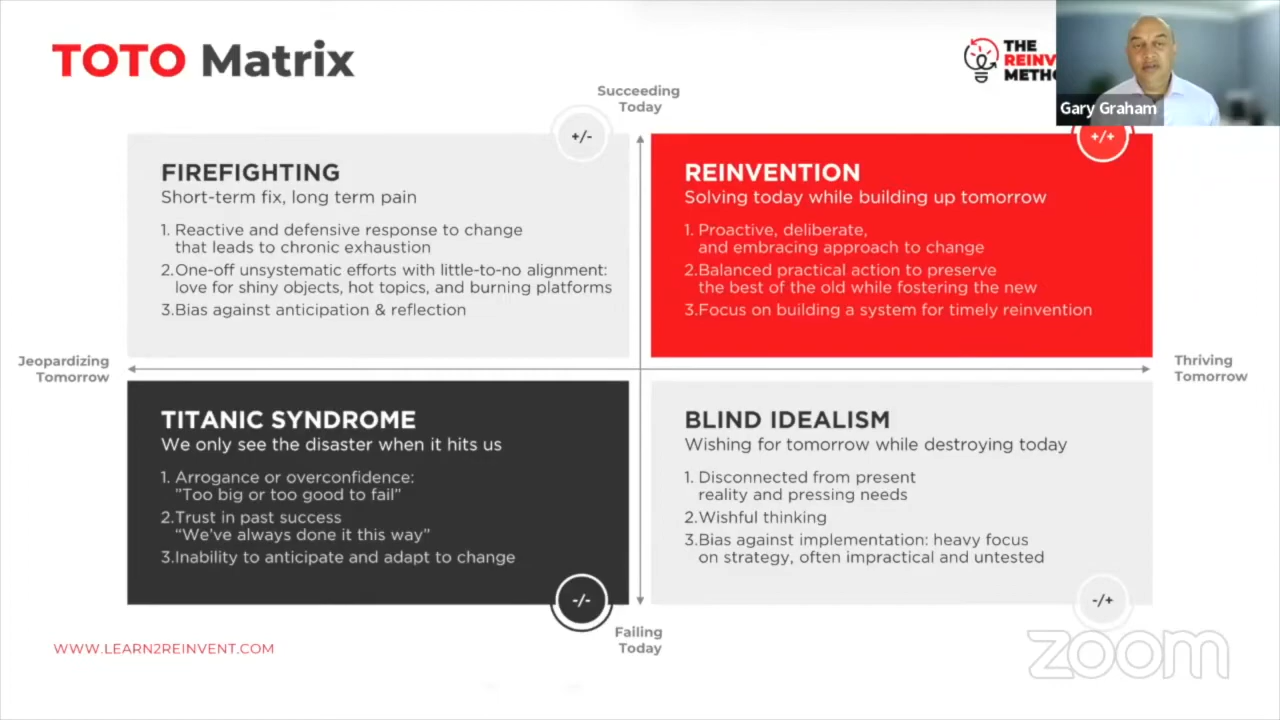 TOTO Matrix
THE
REINV
METHO
Gary Graham
Succeeding
Today
+/-
+/+
FIREFIGHTING
Short-term fix, long term pain
1. Reactive and defensive response to change
that leads to chronic exhaustion
2.One-off unsystematic efforts with little-to-no alignment:
love for shiny objects, hot topics, and burning platforms
3.Bias against anticipation & reflection
REINVENTION
Solving today while building up tomorrow
1. Proactive, deliberate,
and embracing approach to change
2.Balanced practical action to preserve
the best of the old while fostering the new
3.Focus on building a system for timely reinvention
Jeopardizing
Tomorrow
Thriving
Tomorrow
TITANIC SYNDROME
We only see the disaster when it hits us
1. Arrogance or overconfidence:
"Too big or too good to fail"
2.Trust in past success
"We've always done it this way"
3.Inability to anticipate and adapt to change
BLIND IDEALISM
Wishing for tomorrow while destroying today
1. Disconnected from present
reality and pressing needs
2.Wishful thinking
3.Bias against implementation: heavy focus
on strategy, often impractical and untested
-/-
-/+
Failing
Today
WWW.LEARN2REINVENT.COM
zoom